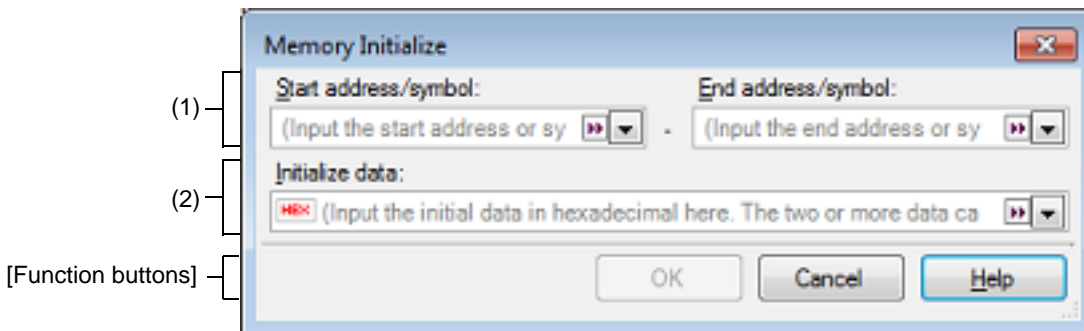 Memory Initialize
(1)
Start address/symbol:
End address/symbol:
(Input the start address or sy
-
(Input the end address or sy
(2)
Initialize data:
HEX (Input the initial data in hexadecimal here. The two or more data ca
[Function buttons]
OK
Cancel
Help